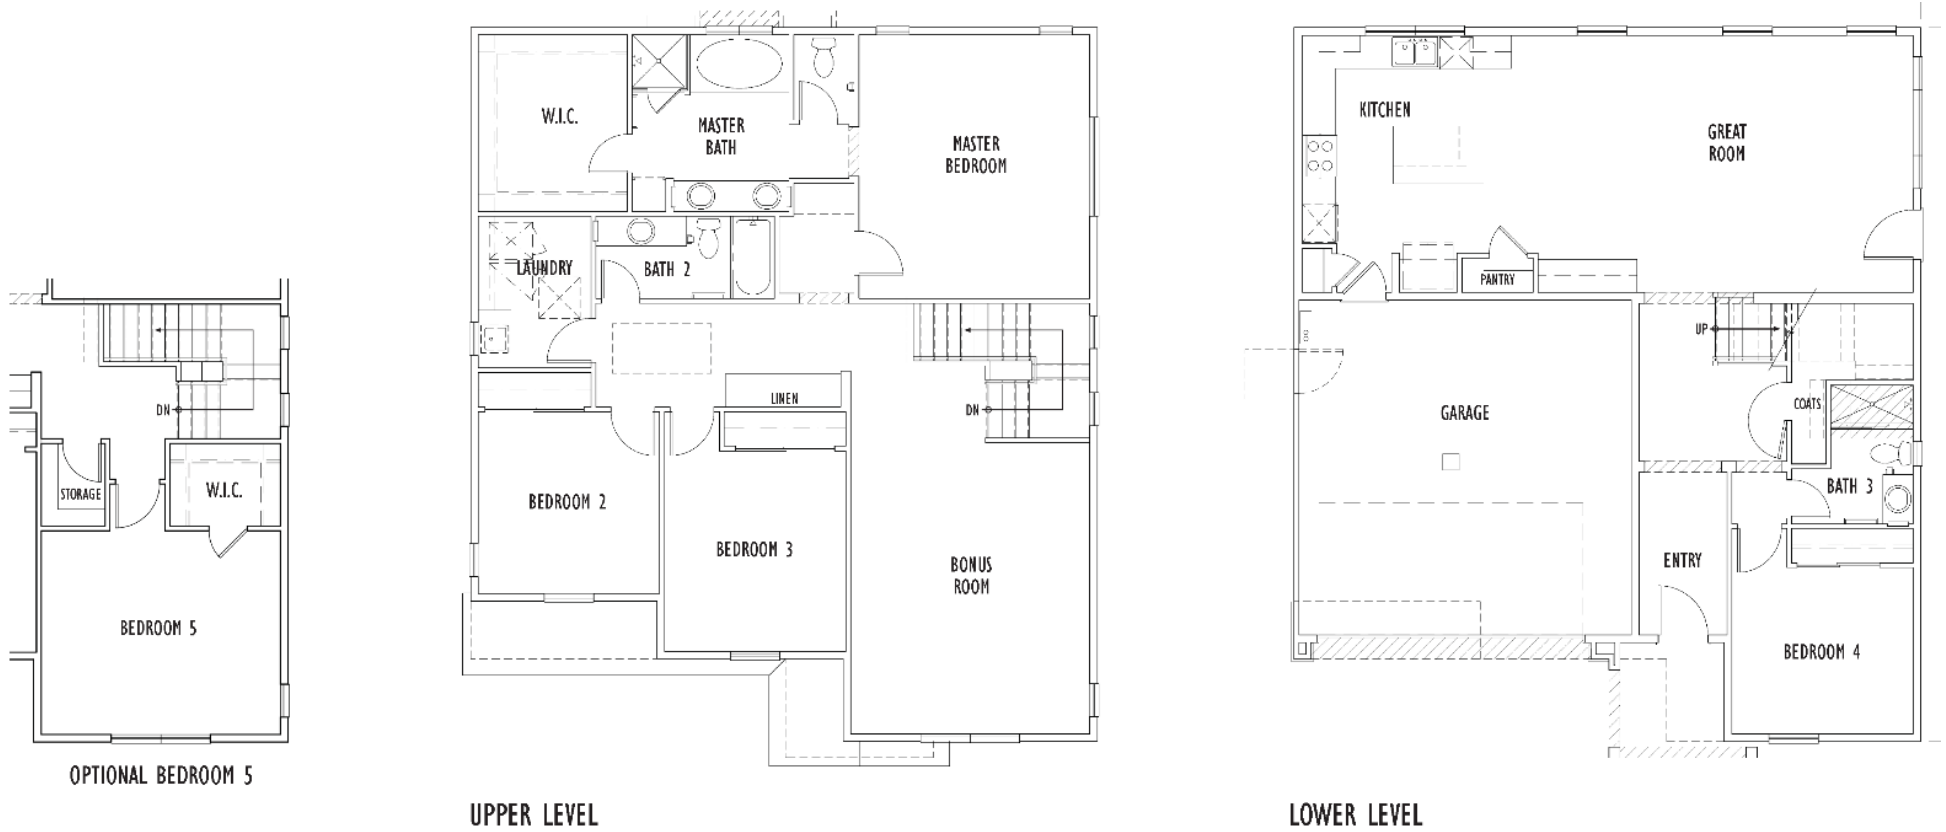 DN
STORAGE
W.I.C.
BEDROOM 5
OPTIONAL BEDROOM 5
W.I.C.
MASTER
BATH
MASTER
BEDROOM
LAUNDRY
BATH 2
LINEN
DN
BEDROOM 2
BEDROOM 3
BONUS
ROOM
UPPER LEVEL
KITCHEN
GREAT
ROOM
PANTRY
UP
GARAGE
COATS
BATH 3
ENTRY
BEDROOM 4
LOWER LEVEL